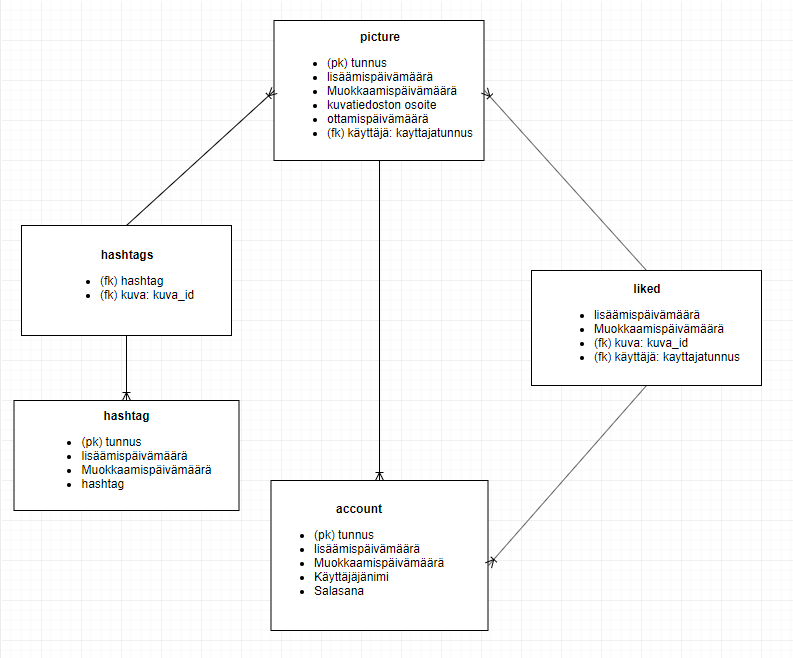 picture
(pk) tunnus
lisäämispäivämäärä
Muokkaamispäivämäärä
kuvatiedoston osoite
ottamispäivämäärä
(fk) käyttäjä: kayttajatunnus
hashtags
(fk) hashtag
(fk) kuva: kuva_id
liked
lisäämispäivämäärä
Muokkaamispäivämäärä
(fk) kuva: kuva_id
(fk) käyttäjä: kayttajatunnus
hashtag
(pk) tunnus
lisäämispäivämäärä
Muokkaamispäivämäärä
hashtag
account
(pk) tunnus
lisäämispäivämäärä
Muokkaamispäivämäärä
Käyttäjäjänimi
Salasana